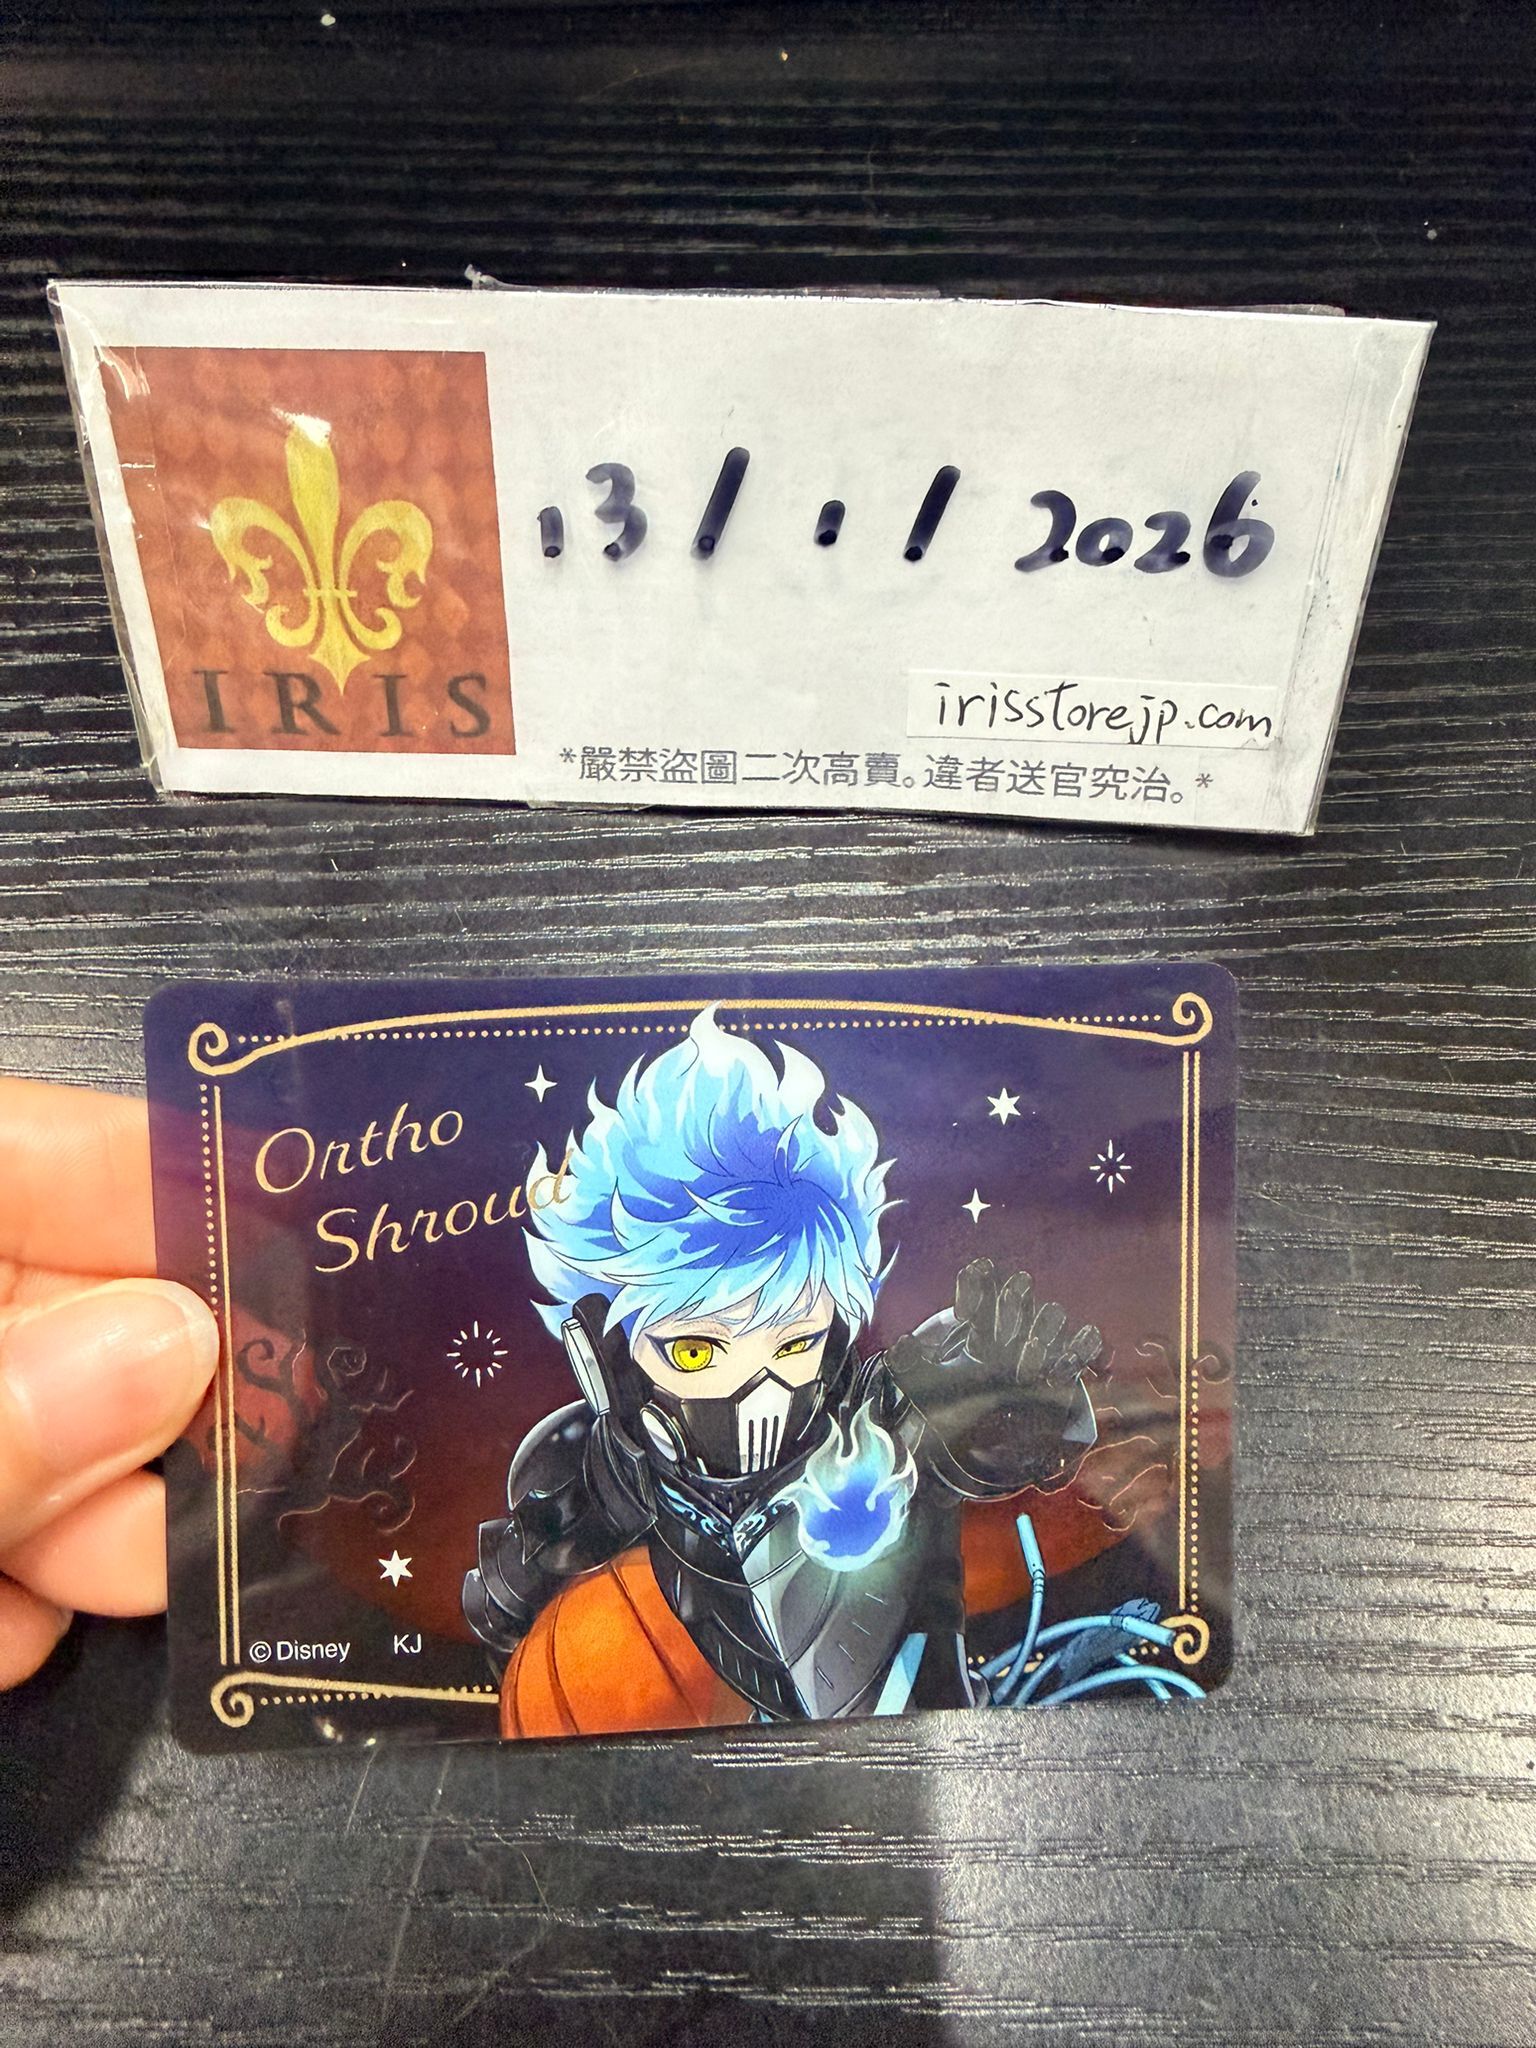 IRIS
13/1/2026
irisstorejp.com
*嚴禁盜圖二次高賣。違者送官究治。*
Ortho
Shroud
©Disney KJ